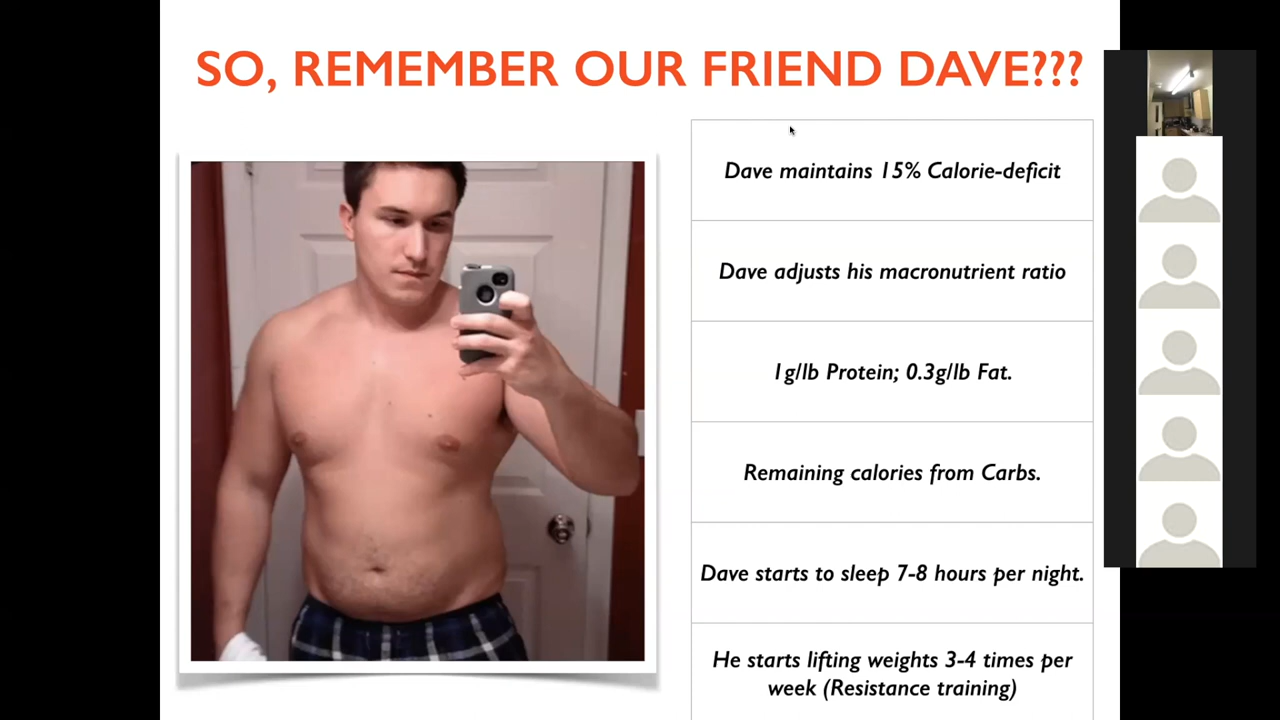 SO, REMEMBER OUR FRIEND DAVE???
Dave maintains 15% Calorie-deficit
Dave adjusts his macronutrient ratio
1g/lb Protein; 0.3g/lb Fat.
Remaining calories from Carbs.
Dave starts to sleep 7-8 hours per night.
He starts lifting weights 3-4 times per
week (Resistance training)